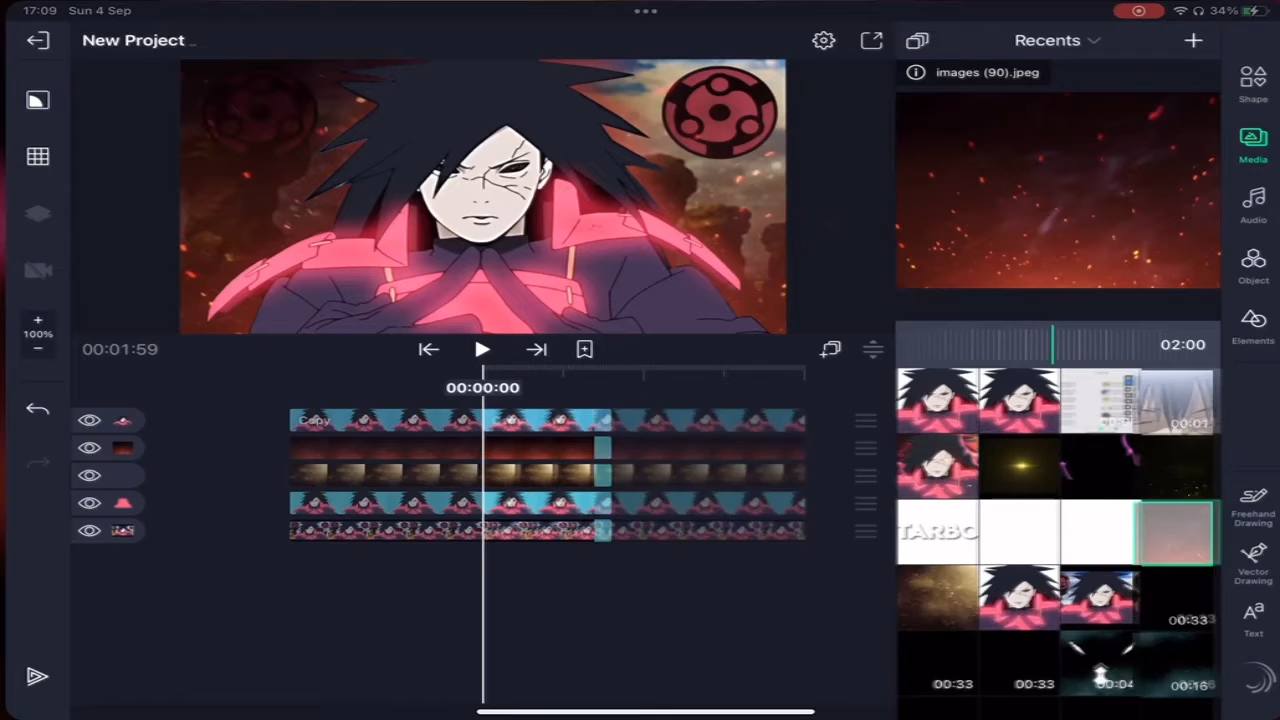 17:09 Sun 4 Sep
34%
New Project
Recents
images (90).jpeg
Shape
Media
Audio
Object
Elements
100%
00:01:59
02:00
00:00:00
Copy
00:01
TARBO
00:33
00:33
00:33
00:04
Freehand
Drawing
Vector
Drawing
Text